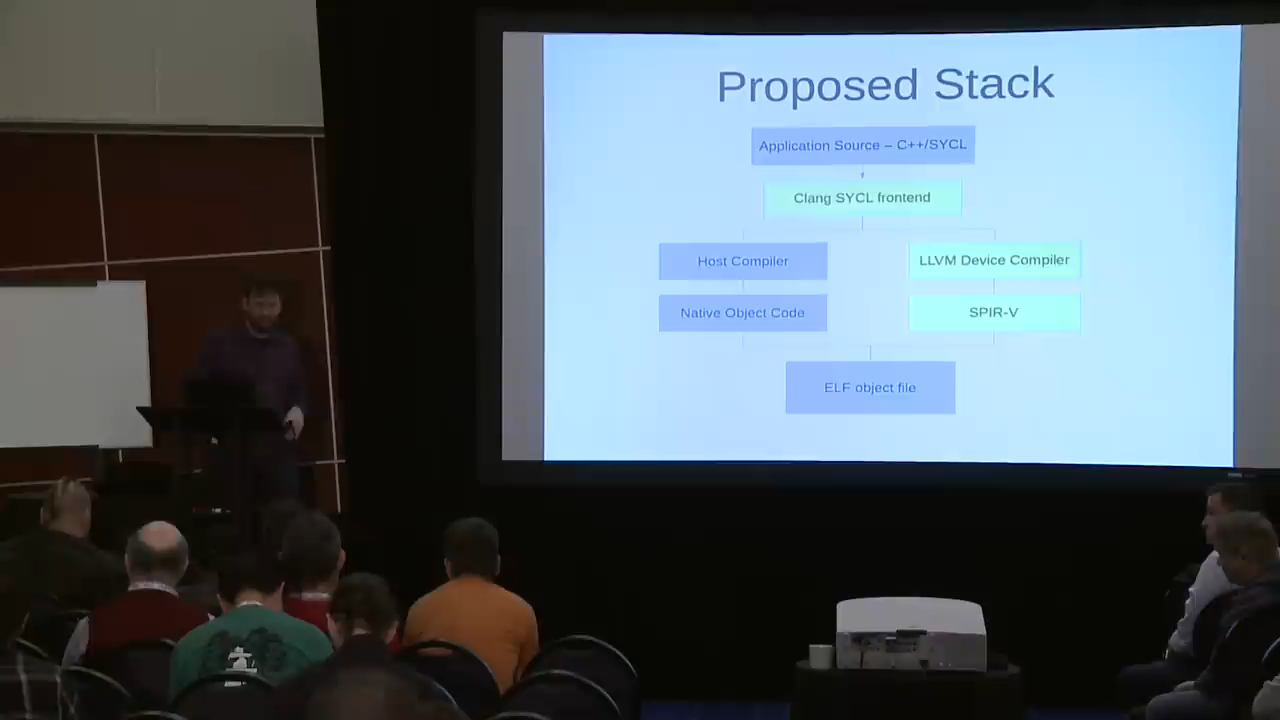 Proposed Stack
Application Source – C++/SYCL
Clang SYCL frontend
Host Compiler
LLVM Device Compiler
Native Object Code
SPIR-V
ELF object file